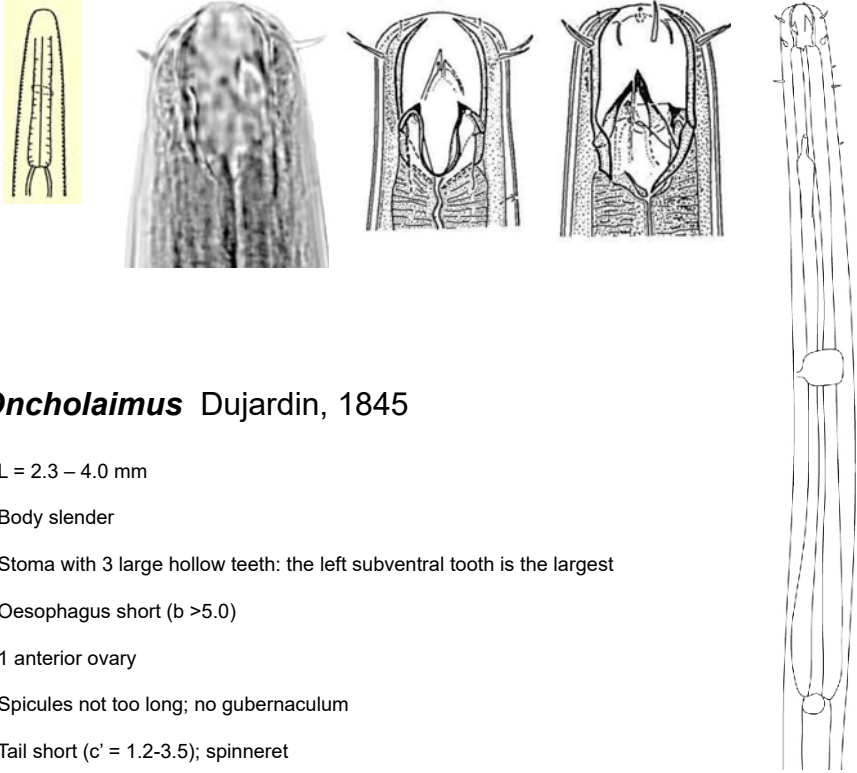 Oncholaimus Dujardin, 1845
L = 2.3 – 4.0 mm
Body slender
Stoma with 3 large hollow teeth: the left subventral tooth is the largest
Oesophagus short (b >5.0)
1 anterior ovary
Spicules not too long; no gubernaculum
Tail short (c’ = 1.2-3.5); spinneret